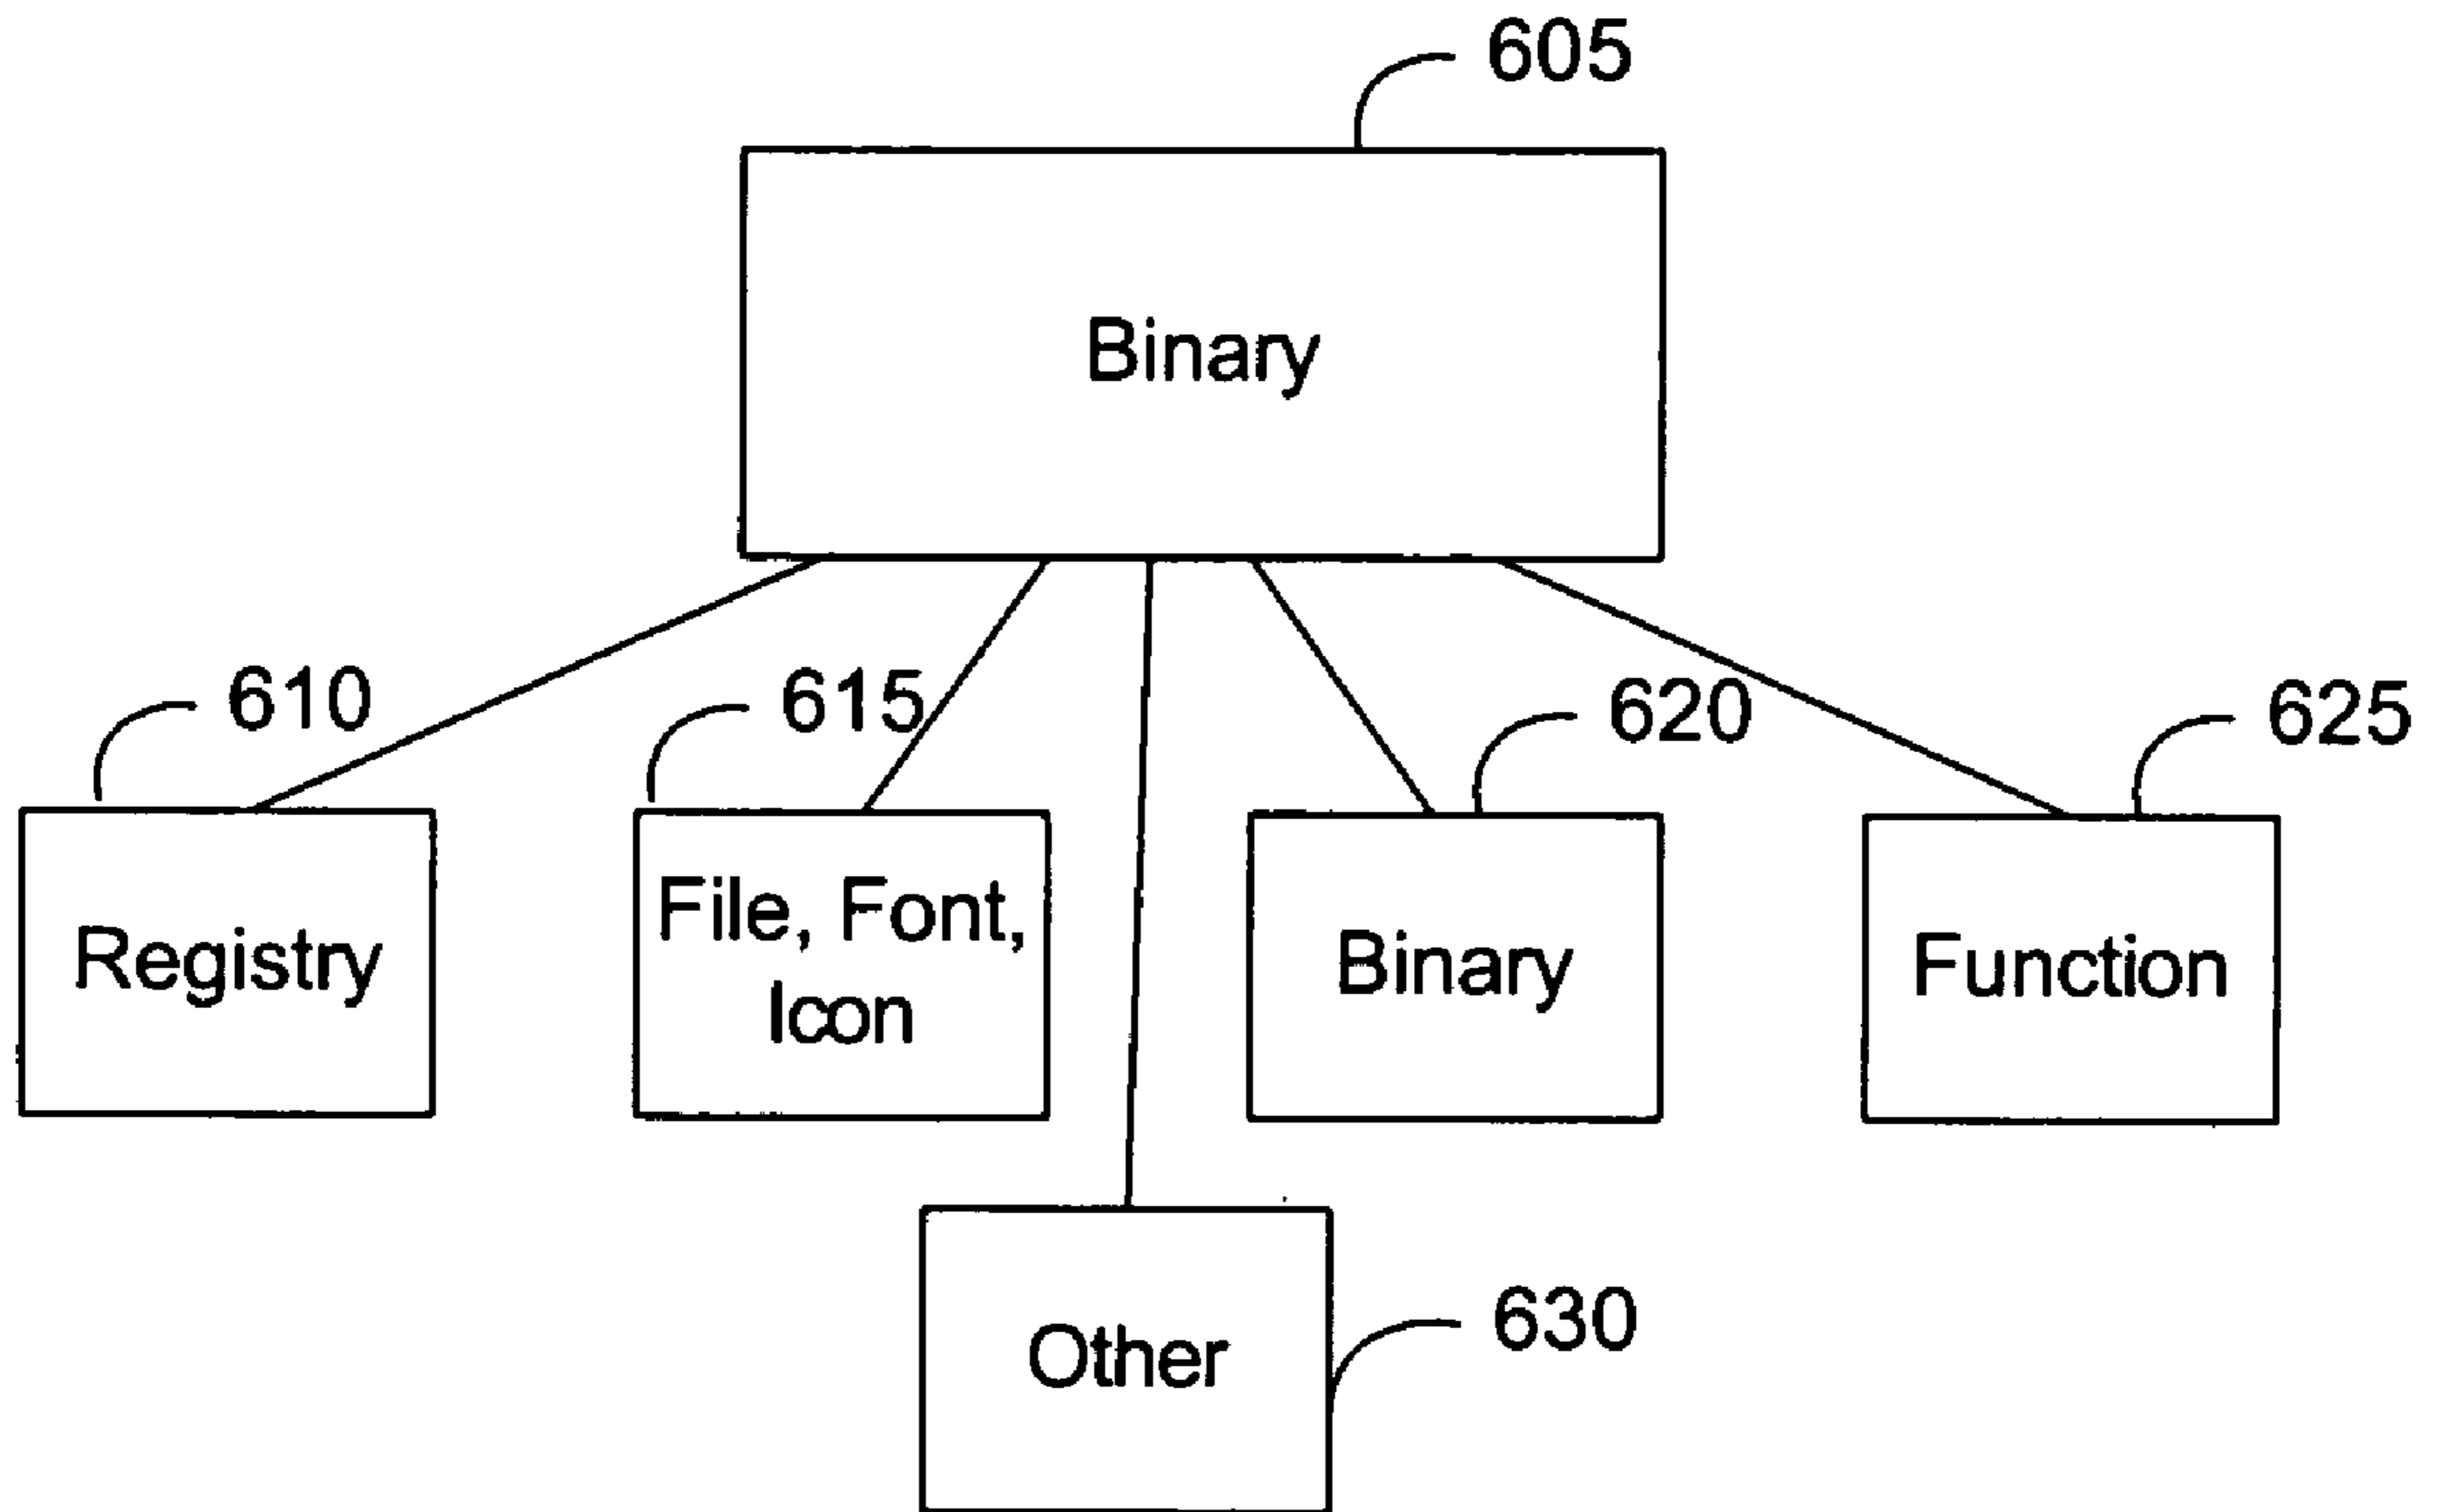 605
Binary
610
615
620
625
Registry
File, Font,
Icon
Binary
Function
Other
630